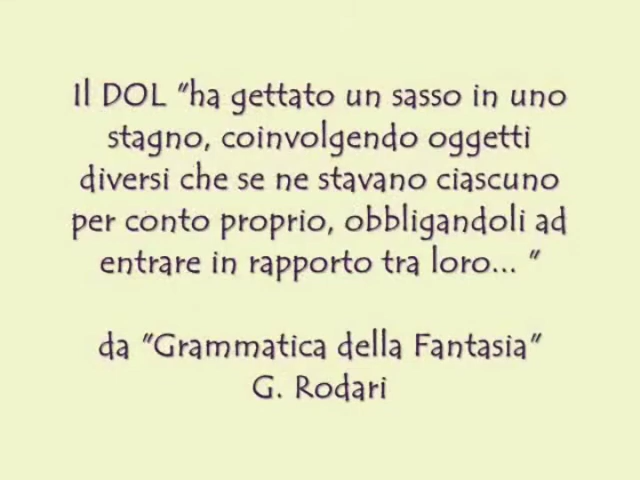 Il DOL "ha gettato un sasso in uno
stagno, coinvolgendo oggetti
diversi che se ne stavano ciascuno
per conto proprio, obbligandoli ad
entrare in rapporto tra loro... "
da "Grammatica della Fantasia"
G. Rodari